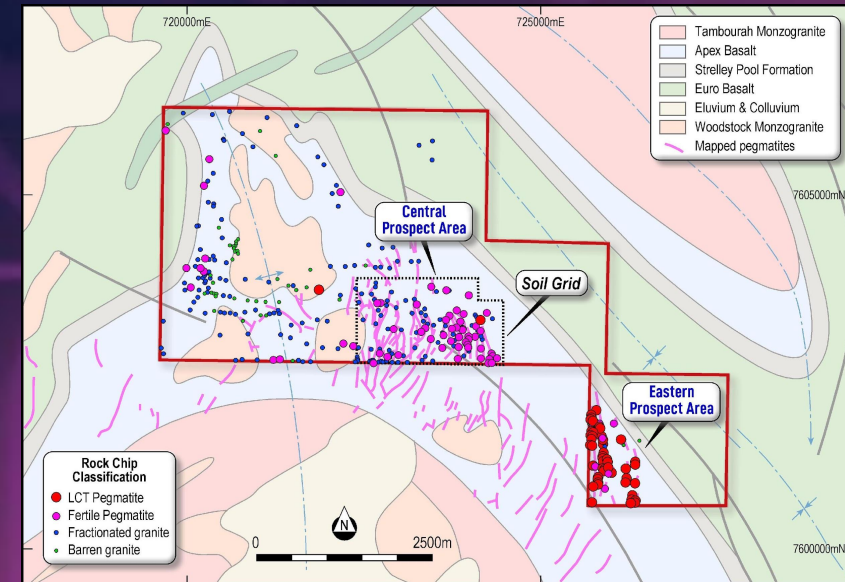 720000mE
725000mE
Tambourah Monzogranite
Apex Basalt
Strelley Pool Formation
Euro Basalt
Eluvium & Colluvium
Woodstock Monzogranite
Mapped pegmatites
7605000mN
Central
Prospect Area
Soil Grid
Eastern
Prospect Area
Rock Chip
Classification
LCT Pegmatite
Fertile Pegmatite
Fractionated granite
Barren granite
N
0
2500m
7600000mN